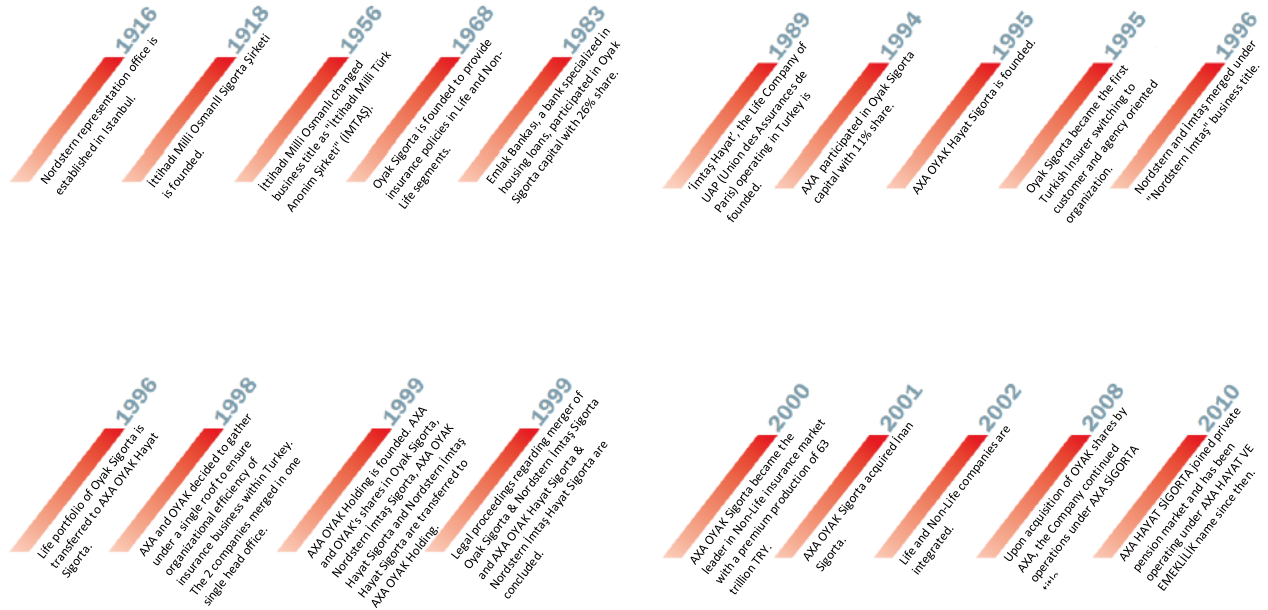 1916
Nordstern representation office is
established in Istanbul.
1918
İttihadı Milli Osmanlı Sigorta Şirketi
is founded.
1956
İttihadı Milli Osmanlı changed
business title as "İttihadı Milli Türk
Anonim Şirketi" (İMTAŞ).
1968
Oyak Sigorta is founded to provide
insurance policies in Life and Non-
Life segments.
1983
Emlak Bankası, a bank specialized in
housing loans, participated in Oyak
Sigorta capital with 26% share.
1989
'İmtaş Hayat', the Life Company of
UAP (Union des Assurances de
Paris) operating in Turkey is
founded.
1994
AXA participated in Oyak Sigorta
capital with 11% share.
1995
AXA OYAK Hayat Sigorta is founded.
1995
Oyak Sigorta became the first
Turkish Insurer switching to
customer and agency oriented
organization.
1996
Nordstern and İmtaş merged under
"Nordstern İmtaş" business title.
1996
Life portfolio of Oyak Sigorta is
transferred to AXA OYAK Hayat
Sigorta.
1998
AXA and OYAK decided to gather
under a single roof to ensure
organizational efficiency of
insurance business within Turkey.
The 2 companies merged in one
single head office.
1999
AXA OYAK Holding is founded. AXA
and OYAK's shares in Oyak Sigorta,
Nordstern İmtaş Sigorta, AXA OYAK
Hayat Sigorta and Nordstern İmtaş
Hayat Sigorta are transferred to
AXA OYAK Holding.
1999
Legal proceedings regarding merger of
Oyak Sigorta & Nordstern İmtaş Sigorta
and AXA OYAK Hayat Sigorta &
Nordstern İmtaş Hayat Sigorta are
concluded.
2000
AXA OYAK Sigorta became the
leader in Non-Life insurance market
with a premium production of 63
trillion TRY.
2001
AXA OYAK Sigorta acquired İnan
Sigorta.
2002
Life and Non-Life companies are
integrated.
2008
Upon acquisition of OYAK shares by
AXA, the Company continued
operations under AXA SİGORTA
2010
AXA HAYAT SİGORTA joined private
pension market and has been
operating under AXA HAYAT VE
EMEKLİLİK name since then.